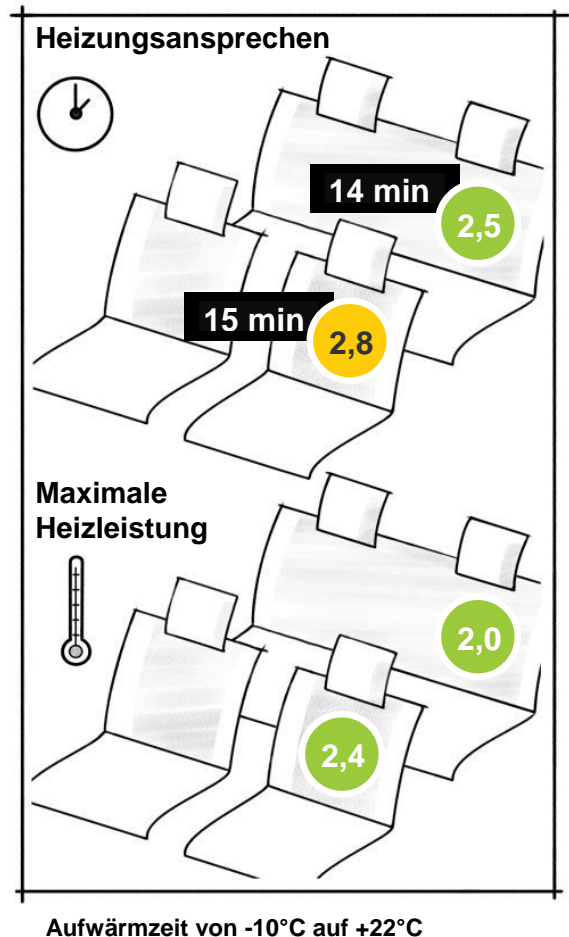 Heizungsansprechen
14 min
2,5
15 min
2,8
Maximale
Heizleistung
2,0
2,4
Aufwärmzeit von -10°C auf +22°C